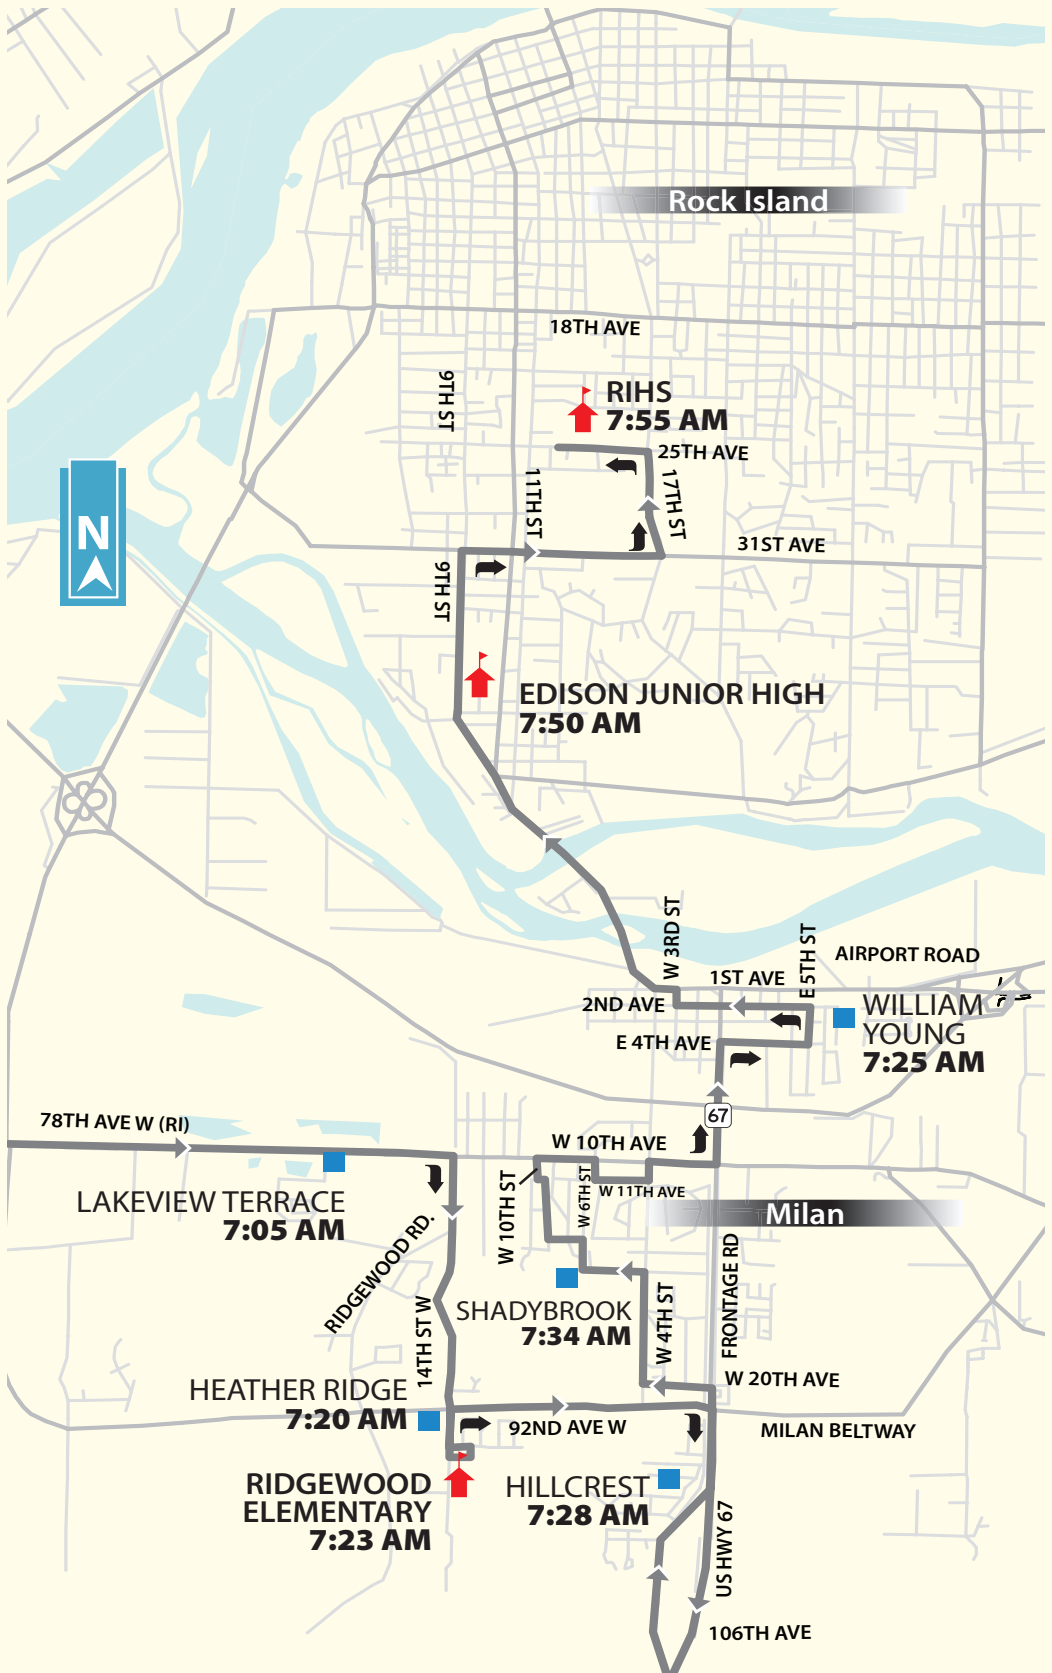 Rock Island
18TH AVE
9TH ST
RIHS
7:55 AM
25TH AVE
11TH ST
17TH ST
N
31ST AVE
9TH ST
EDISON JUNIOR HIGH
7:50 AM
W 3RD ST
E 5TH ST
AIRPORT ROAD
1ST AVE
2ND AVE
WILLIAM
YOUNG
7:25 AM
E 4TH AVE
67
78TH AVE W (RI)
W 10TH AVE
W 10TH ST
W 6TH ST
W 11TH AVE
LAKEVIEW TERRACE
7:05 AM
Milan
RIDGEWOOD RD.
FRONTAGE RD
SHADYBROOK
7:34 AM
W 4TH ST
14TH ST W
W 20TH AVE
HEATHER RIDGE
7:20 AM
92ND AVE W
MILAN BELTWAY
RIDGEWOOD
ELEMENTARY
7:23 AM
HILLCREST
7:28 AM
US HWY 67
106TH AVE